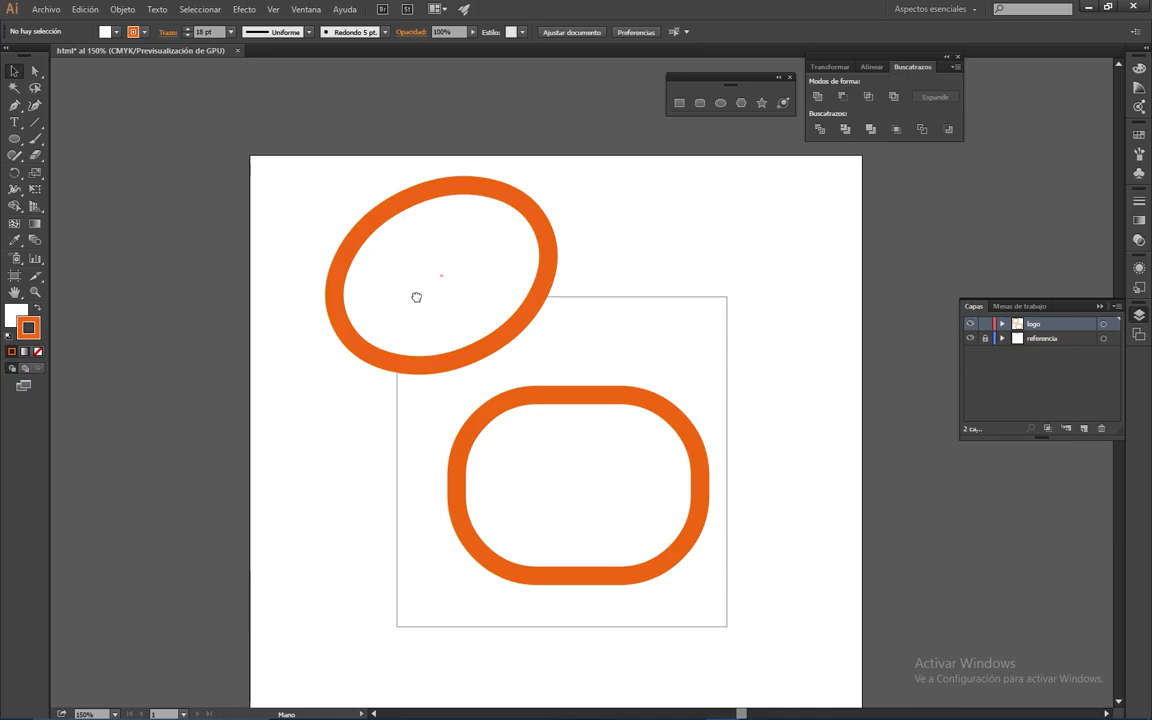 Ai Archivo Edición Objeto Texto Seleccionar Efecto Ver Ventana Ayuda Br St Aspectos esenciales
No hay selección Trazo: 18 pt Uniforme Redondo 5 pt. Opacidad: 100% Estilo: Ajustar documento Preferencias
html* al 150% (CMYK/Previsualización de GPU) ×
Transformar Alinear Buscatrazos
Modos de forma:
Expandir
Buscatrazos:
Capas Mesas de trabajo
logo
referencia
2 ca...
Activar Windows
Ve a Configuración para activar Windows.
150% 1 Mano